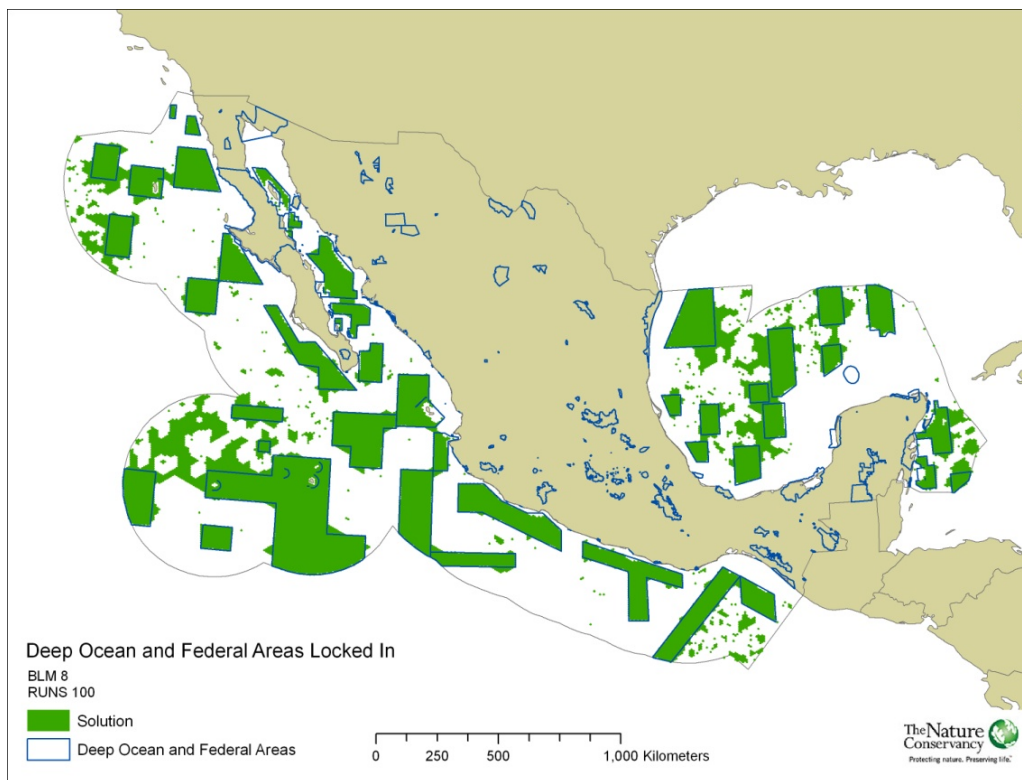 Deep Ocean and Federal Areas Locked In
BLM 8
RUNS 100
Solution
Deep Ocean and Federal Areas
0 250 500 1,000 Kilometers
The Nature
Conservancy
Protecting nature. Preserving life.™